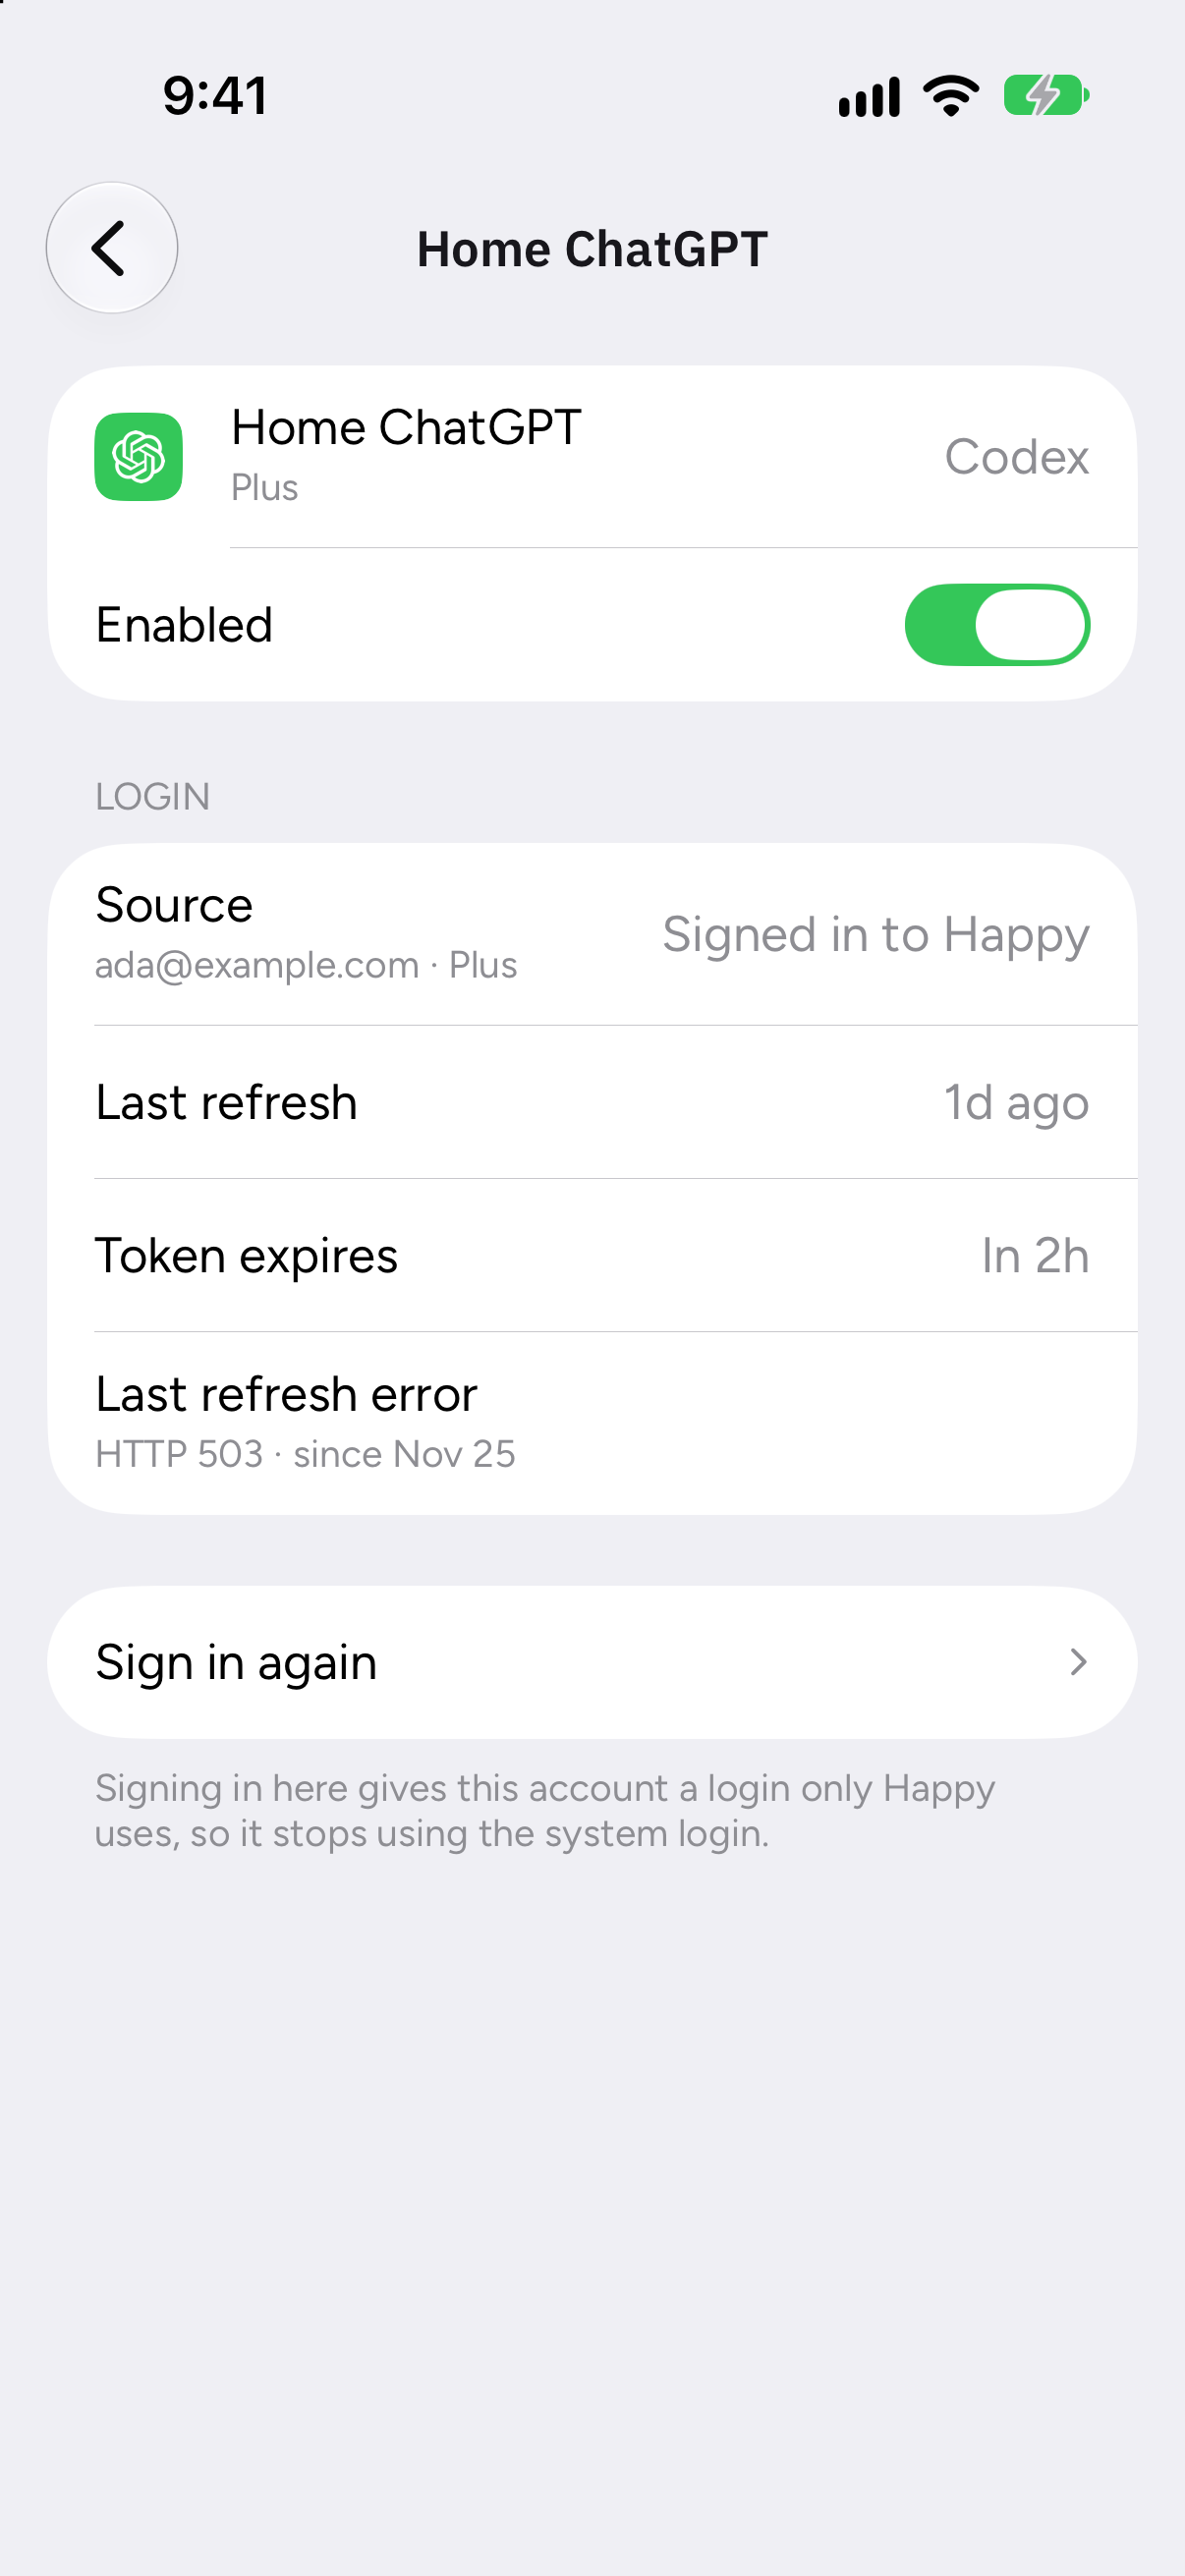 9:41
Home ChatGPT
Home ChatGPT
Plus
Codex
Enabled
LOGIN
Source
ada@example.com · Plus
Signed in to Happy
Last refresh
1d ago
Token expires
In 2h
Last refresh error
HTTP 503 · since Nov 25
Sign in again
Signing in here gives this account a login only Happy
uses, so it stops using the system login.